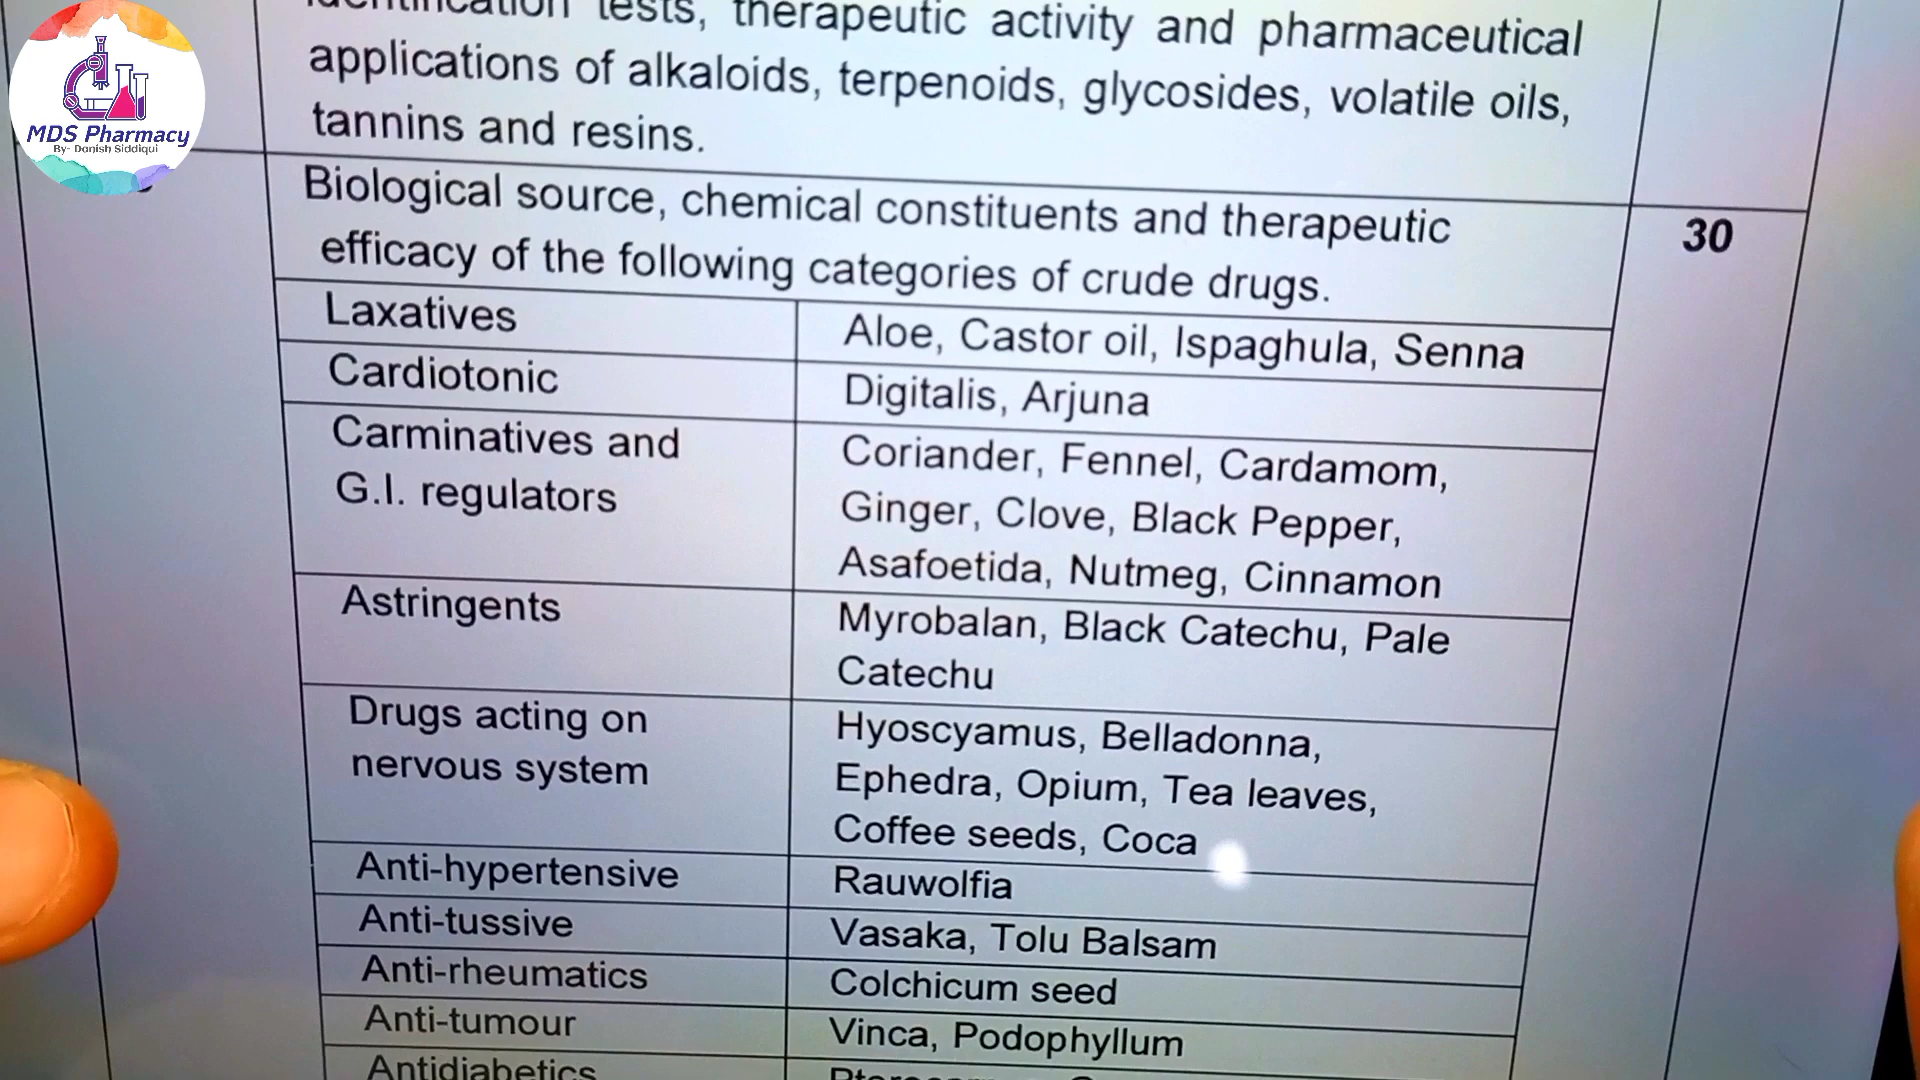 MDS Pharmacy
By- Danish Siddiqui
identification tests, therapeutic activity and pharmaceutical
applications of alkaloids, terpenoids, glycosides, volatile oils,
tannins and resins.
Biological source, chemical constituents and therapeutic
efficacy of the following categories of crude drugs.
30
Laxatives
Aloe, Castor oil, Ispaghula, Senna
Cardiotonic
Digitalis, Arjuna
Carminatives and
G.I. regulators
Coriander, Fennel, Cardamom,
Ginger, Clove, Black Pepper,
Asafoetida, Nutmeg, Cinnamon
Astringents
Myrobalan, Black Catechu, Pale
Catechu
Drugs acting on
nervous system
Hyoscyamus, Belladonna,
Ephedra, Opium, Tea leaves,
Coffee seeds, Coca
Anti-hypertensive
Rauwolfia
Anti-tussive
Vasaka, Tolu Balsam
Anti-rheumatics
Colchicum seed
Anti-tumour
Vinca, Podophyllum
Antidiabetics